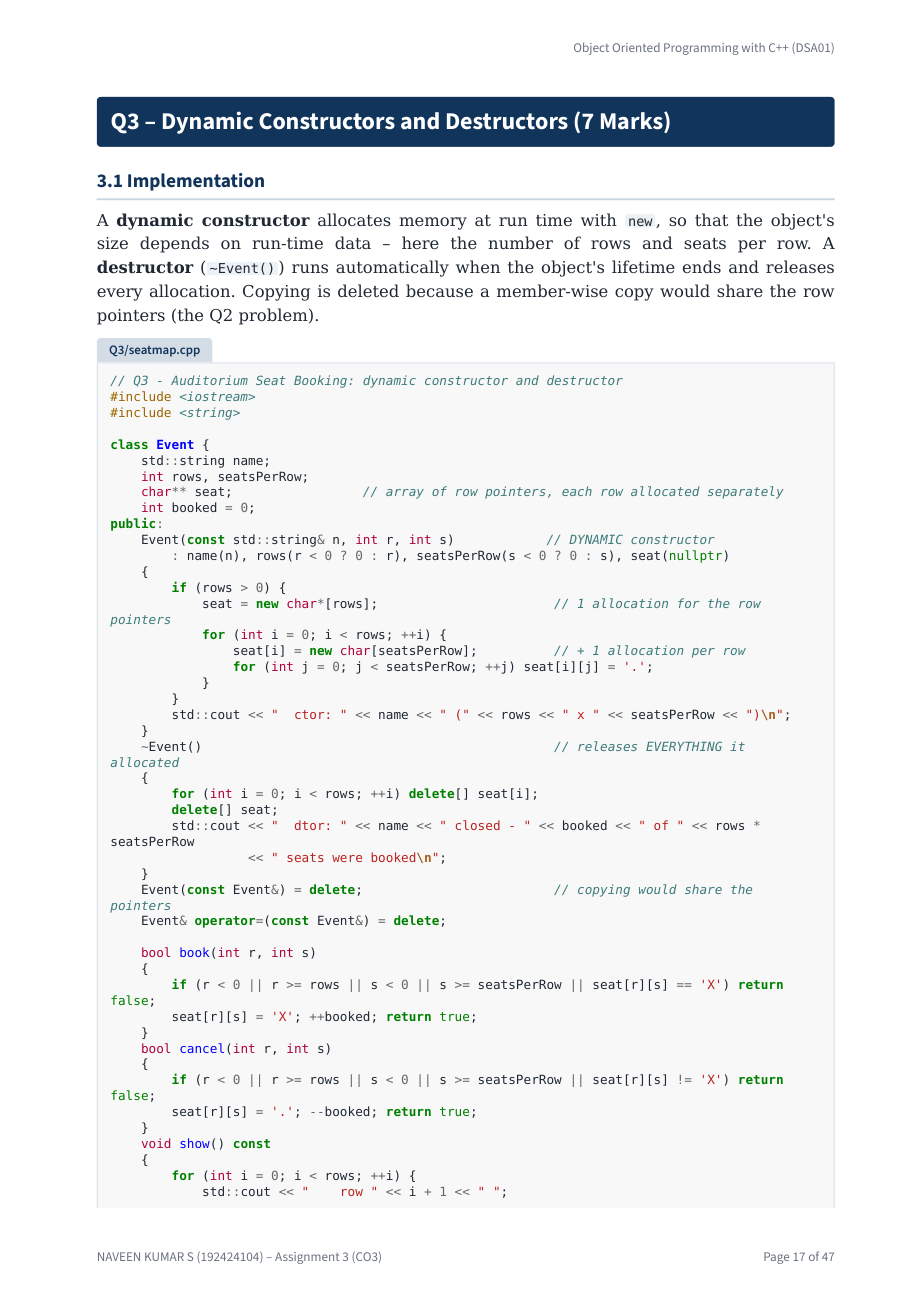 Object Oriented Programming with C++ (DSA01)
Q3 – Dynamic Constructors and Destructors (7 Marks)
3.1 Implementation
A dynamic constructor allocates memory at run time with new, so that the object's
size depends on run-time data – here the number of rows and seats per row. A
destructor (~Event()) runs automatically when the object's lifetime ends and releases
every allocation. Copying is deleted because a member-wise copy would share the row
pointers (the Q2 problem).
Q3/seatmap.cpp
// Q3 - Auditorium Seat Booking: dynamic constructor and destructor
#include <iostream>
#include <string>
class Event {
    std::string name;
    int rows, seatsPerRow;
    char** seat;                 // array of row pointers, each row allocated separately
    int booked = 0;
public:
    Event(const std::string& n, int r, int s)            // DYNAMIC constructor
        : name(n), rows(r < 0 ? 0 : r), seatsPerRow(s < 0 ? 0 : s), seat(nullptr)
    {
        if (rows > 0) {
            seat = new char*[rows];                       // 1 allocation for the row
pointers
            for (int i = 0; i < rows; ++i) {
                seat[i] = new char[seatsPerRow];          // + 1 allocation per row
                for (int j = 0; j < seatsPerRow; ++j) seat[i][j] = '.';
            }
        }
        std::cout << "  ctor: " << name << " (" << rows << " x " << seatsPerRow << ")\n";
    }
    ~Event()                                              // releases EVERYTHING it
allocated
    {
        for (int i = 0; i < rows; ++i) delete[] seat[i];
        delete[] seat;
        std::cout << "  dtor: " << name << " closed - " << booked << " of " << rows *
seatsPerRow
                  << " seats were booked\n";
    }
    Event(const Event&) = delete;                         // copying would share the
pointers
    Event& operator=(const Event&) = delete;
    bool book(int r, int s)
    {
        if (r < 0 || r >= rows || s < 0 || s >= seatsPerRow || seat[r][s] == 'X') return
false;
        seat[r][s] = 'X'; ++booked; return true;
    }
    bool cancel(int r, int s)
    {
        if (r < 0 || r >= rows || s < 0 || s >= seatsPerRow || seat[r][s] != 'X') return
false;
        seat[r][s] = '.'; --booked; return true;
    }
    void show() const
    {
        for (int i = 0; i < rows; ++i) {
            std::cout << "    row " << i + 1 << " ";
NAVEEN KUMAR S (192424104) – Assignment 3 (CO3)
Page 17 of 47